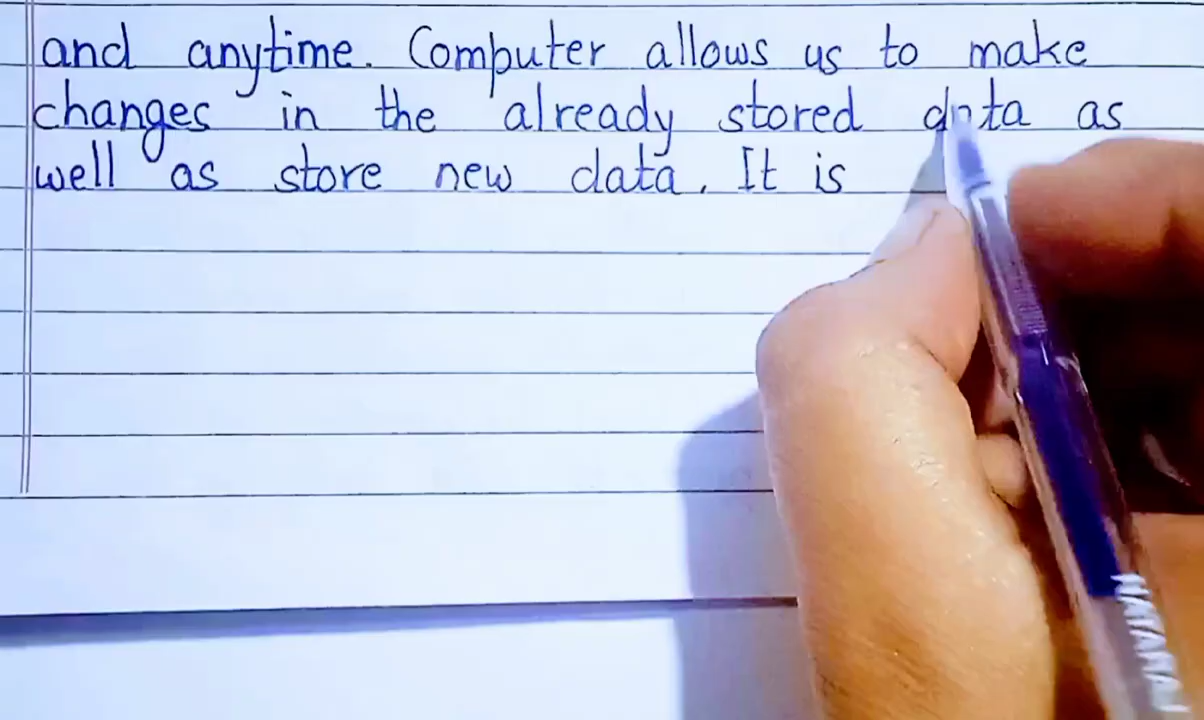 and anytime. Computer allows us to make
changes in the already stored data as
well as store new data. It is
NATARAJ